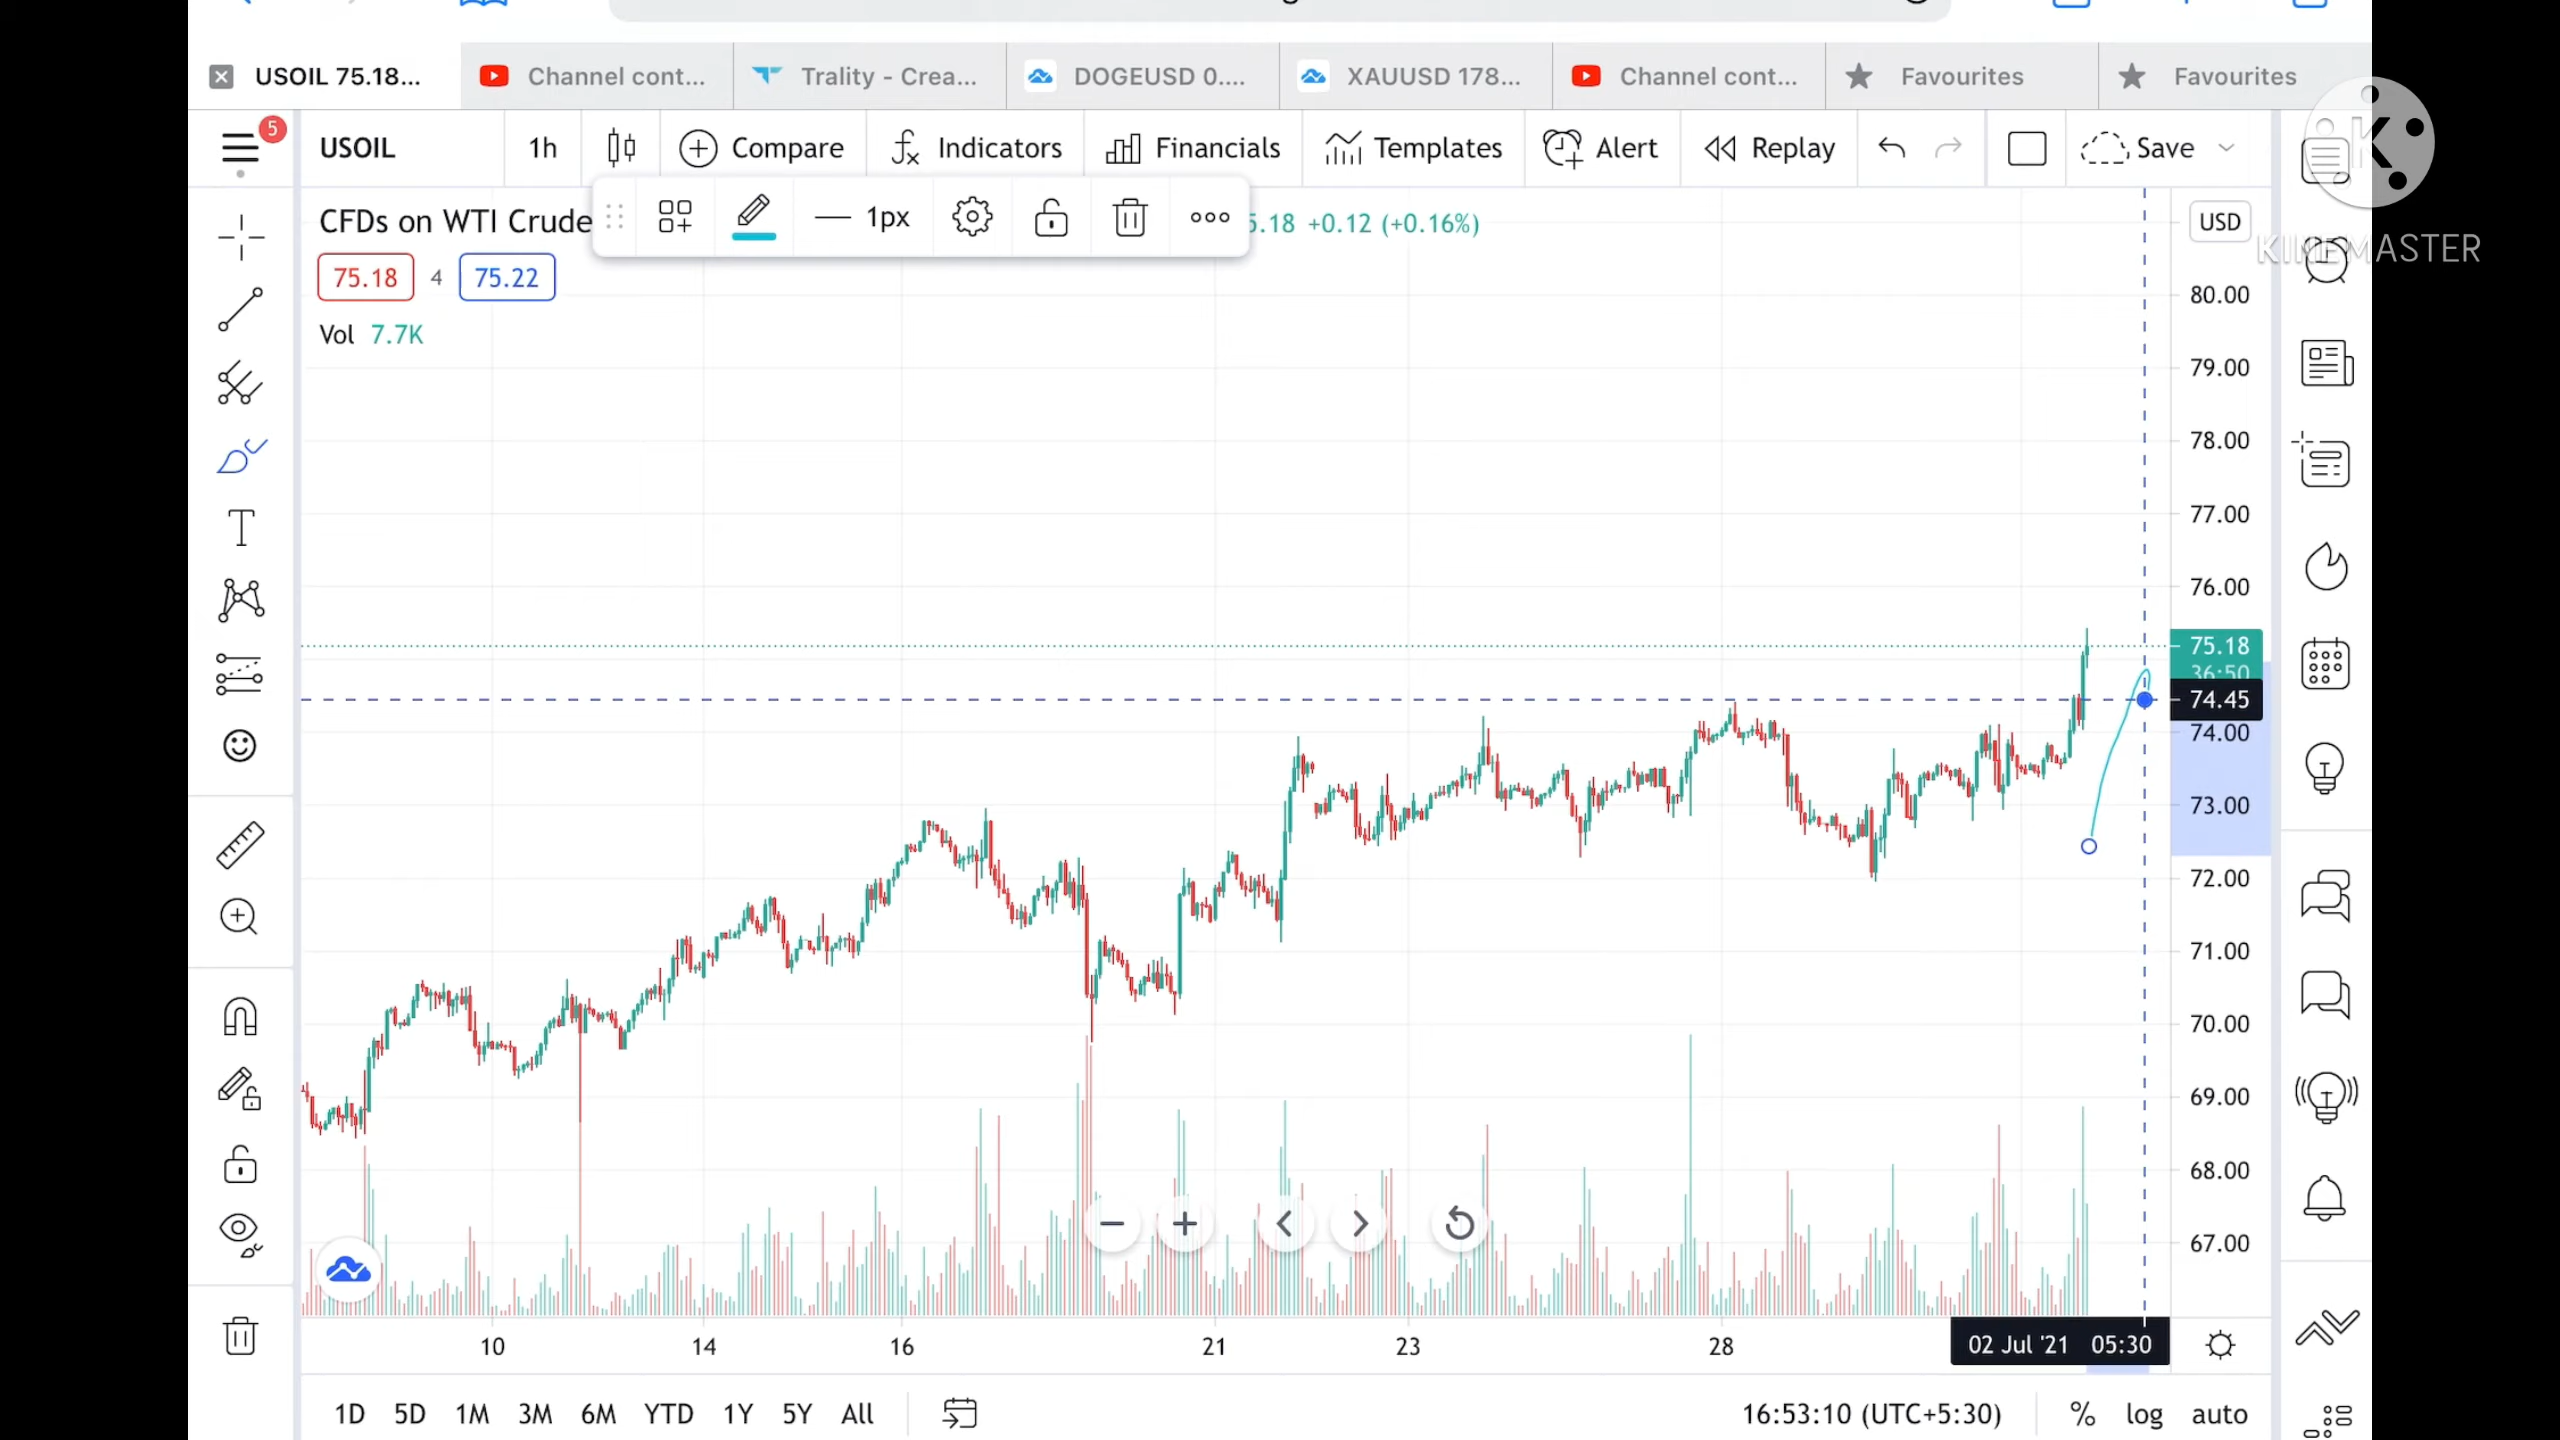 USOIL 75.18...
Channel cont...
Trality - Crea...
DOGEUSD 0....
XAUUSD 178...
Channel cont...
Favourites
Favourites
5
USOIL
1h
Compare
Indicators
Financials
Templates
Alert
Replay
Save
K
KINEMASTER
CFDs on WTI Crude
1px
5.18 +0.12 (+0.16%)
USD
75.18 4 75.22
Vol 7.7K
80.00
79.00
78.00
77.00
76.00
75.18
36:50
74.45
74.00
73.00
72.00
71.00
70.00
69.00
68.00
67.00
10 14 16 21 23 28
02 Jul '21 05:30
1D 5D 1M 3M 6M YTD 1Y 5Y All
16:53:10 (UTC+5:30)
% log auto